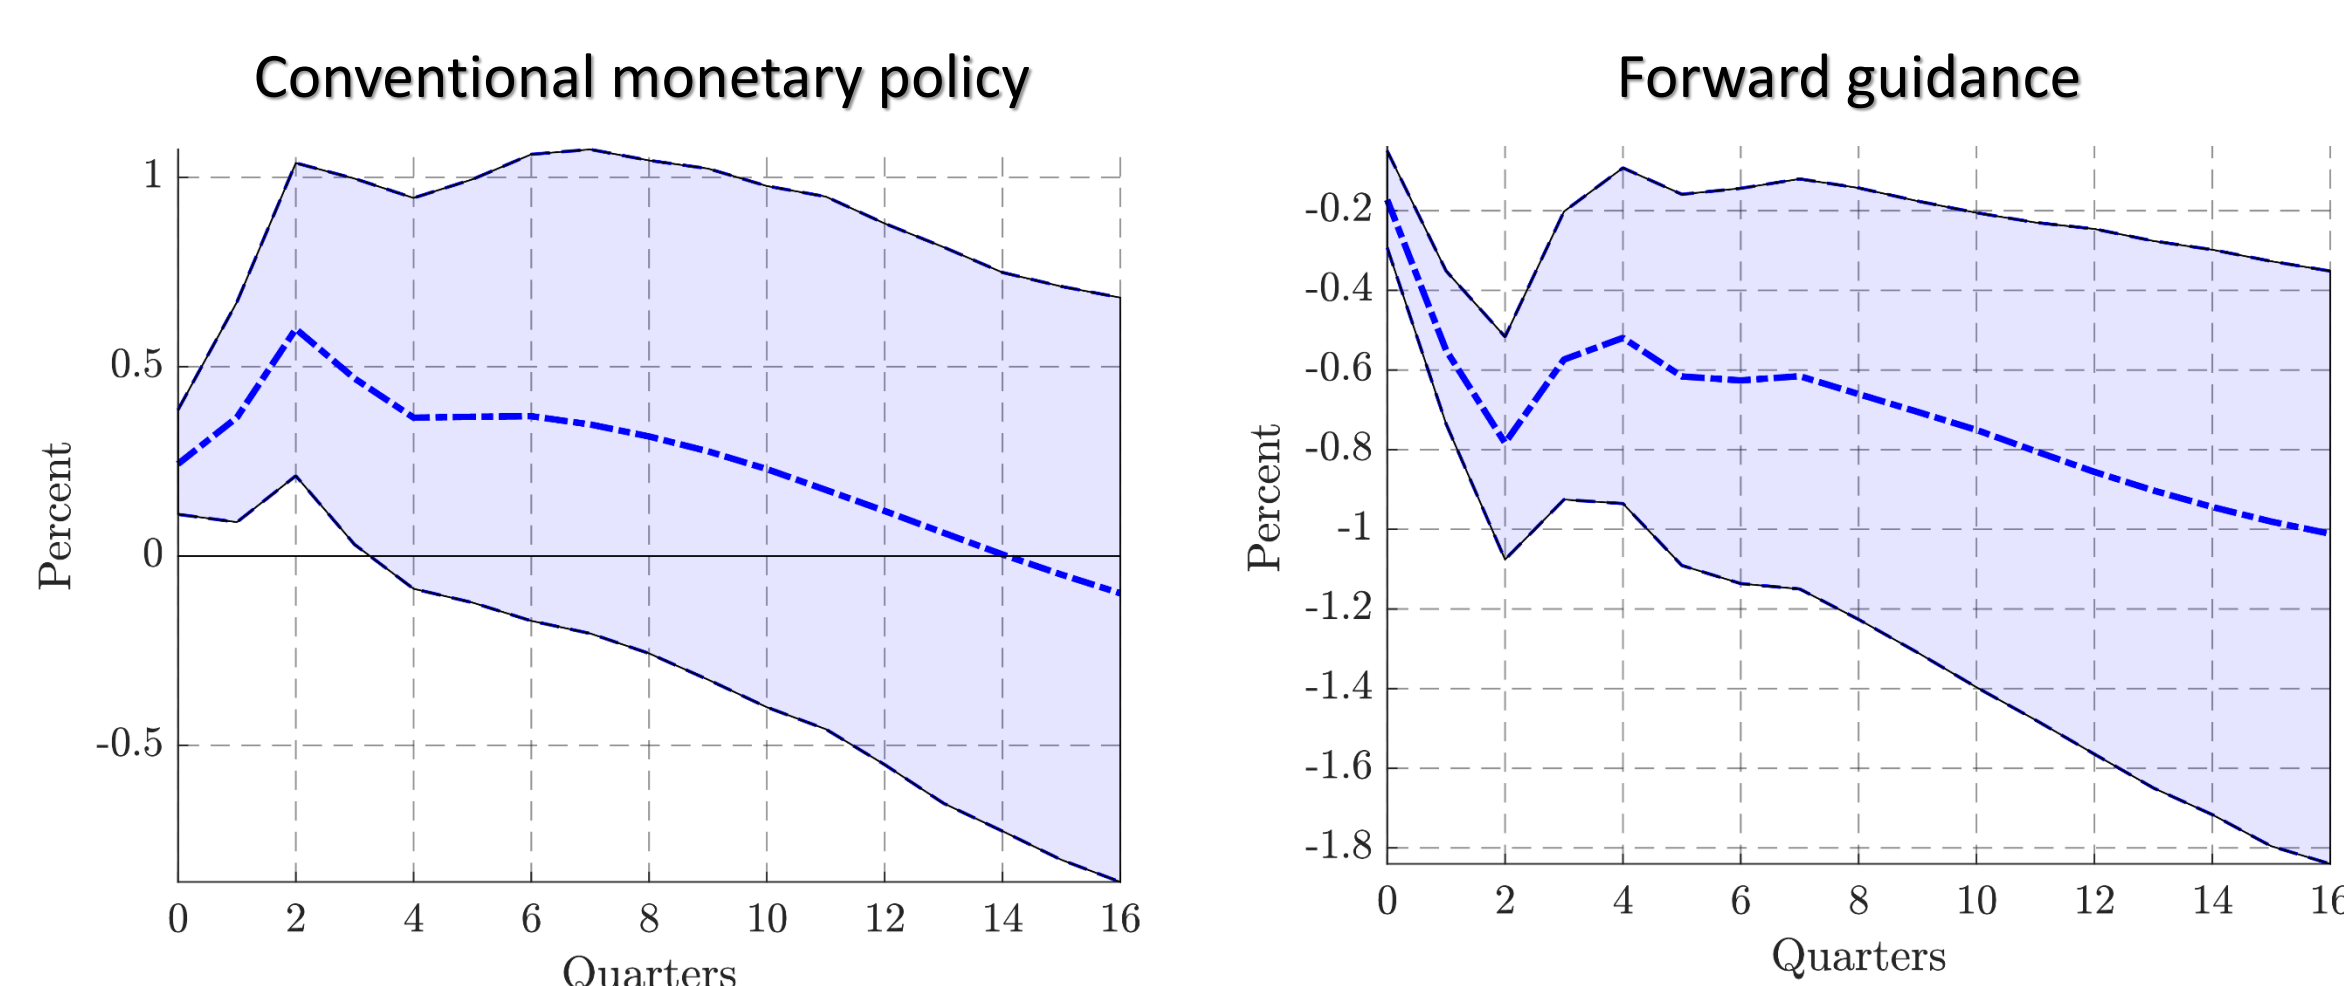 Conventional monetary policy
1
0.5
0
-0.5
Percent
0 2 4 6 8 10 12 14 16
Quarters
Forward guidance
-0.2
-0.4
-0.6
-0.8
-1
-1.2
-1.4
-1.6
-1.8
Percent
0 2 4 6 8 10 12 14 16
Quarters